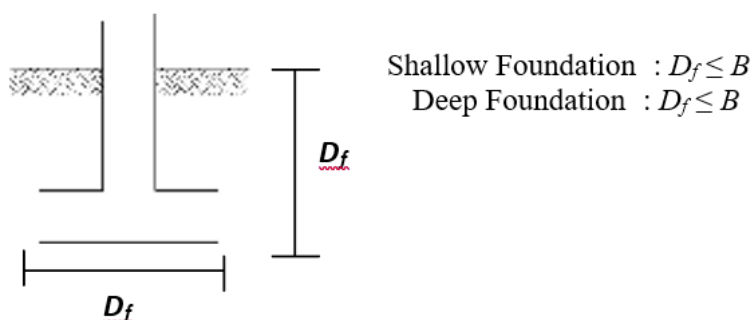 Shallow Foundation : Df ≤ B
Deep Foundation : Df ≤ B
Df
Df